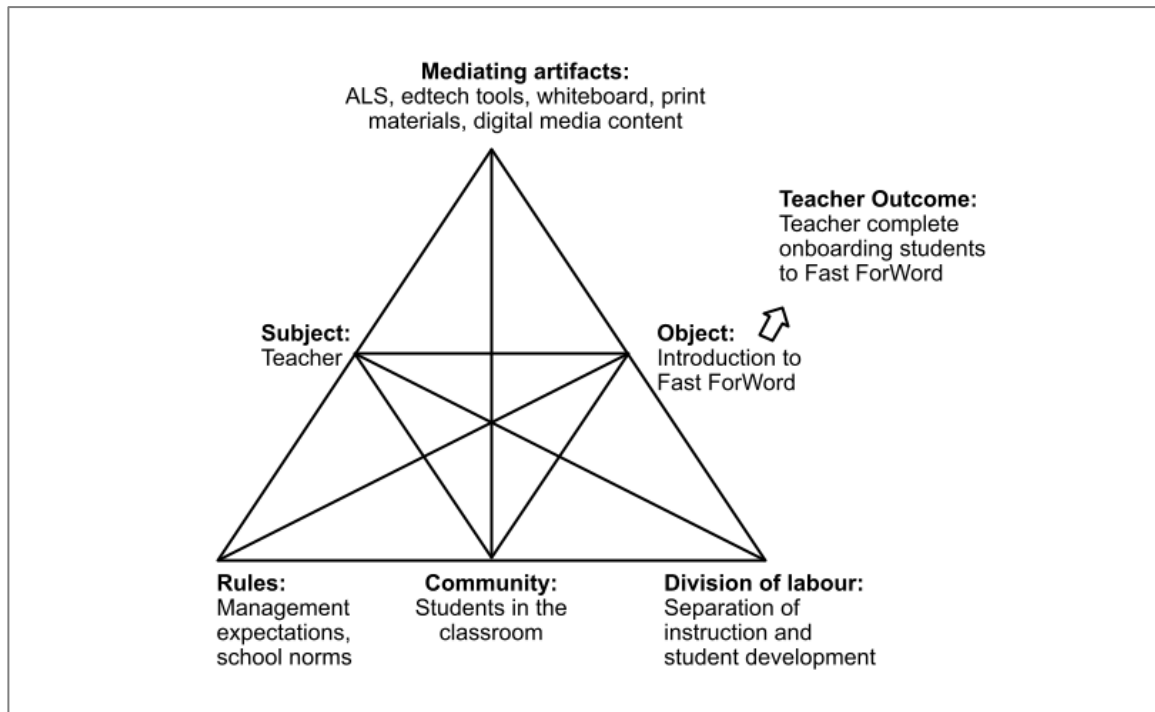 Mediating artifacts:
ALS, edtech tools, whiteboard, print
materials, digital media content
Teacher Outcome:
Teacher complete
onboarding students
to Fast ForWord
Subject:
Teacher
Object:
Introduction to
Fast ForWord
Rules:
Management
expectations,
school norms
Community:
Students in the
classroom
Division of labour:
Separation of
instruction and
student development